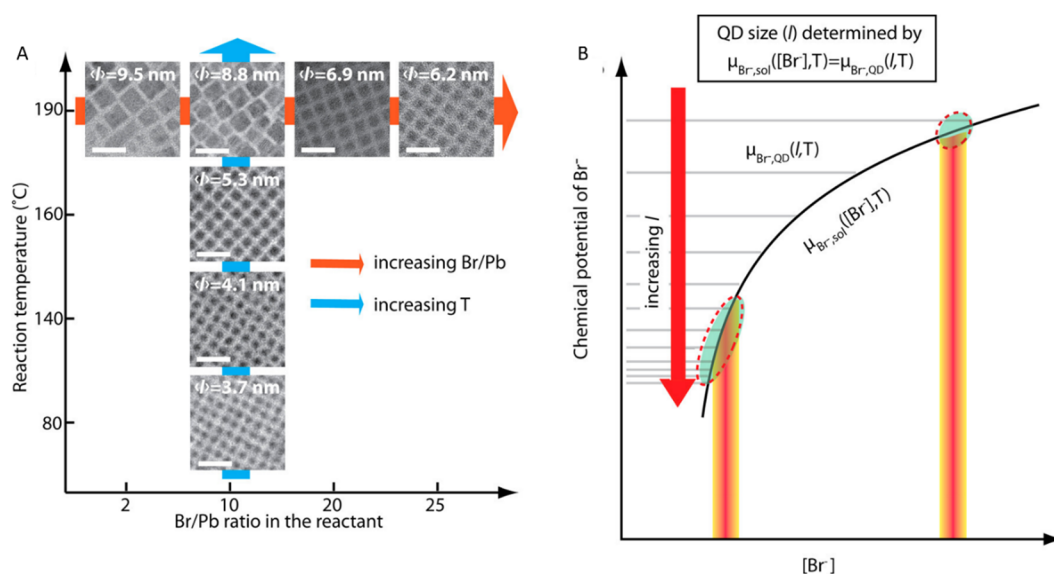 A
Reaction temperature (˚C)
190
160
140
80
‹l›=9.5 nm
‹l›=8.8 nm
‹l›=6.9 nm
‹l›=6.2 nm
‹l›=5.3 nm
‹l›=4.1 nm
‹l›=3.7 nm
increasing Br/Pb
increasing T
2
10
20
25
Br/Pb ratio in the reactant
B
QD size (l) determined by
μBr-,sol([Br-],T)=μBr-,QD(l,T)
Chemical potential of Br-
increasing l
μBr-,QD(l,T)
μBr-,sol([Br-],T)
[Br-]